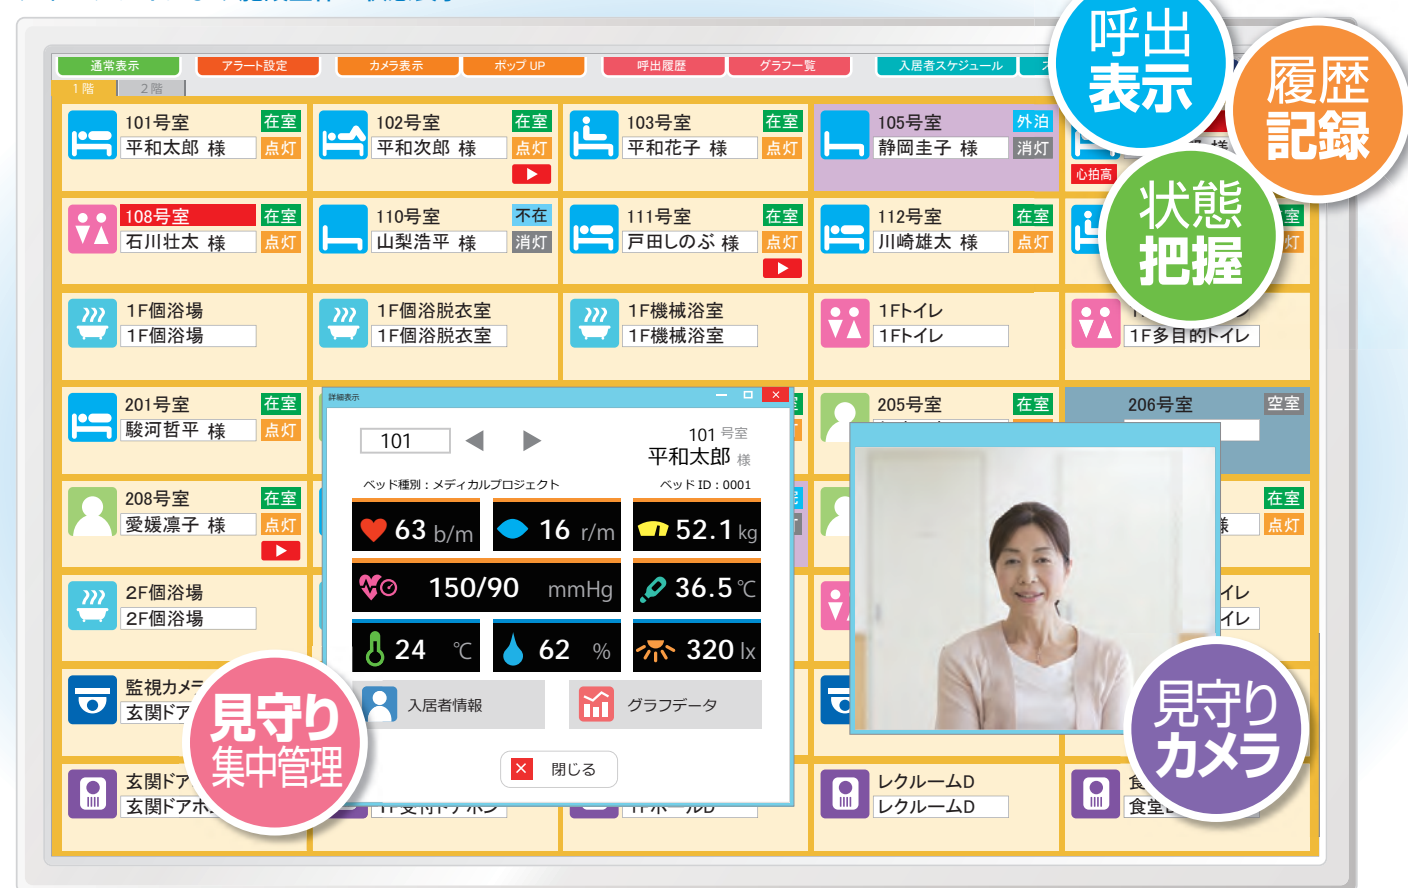 呼出
表示
履歴
記録
状態
把握
通常表示
アラート設定
カメラ表示
ポップ UP
呼出履歴
グラフ一覧
入居者スケジュール
1階
2階
101号室 在室
平和太郎 様 点灯
102号室 在室
平和次郎 様 点灯
103号室 在室
平和花子 様 点灯
105号室 外泊
静岡圭子 様 消灯
心拍高
108号室 在室
石川壮太 様 点灯
110号室 不在
山梨浩平 様 消灯
111号室 在室
戸田しのぶ 様 点灯
112号室 在室
川崎雄太 様 点灯
1F個浴場
1F個浴場
1F個浴脱衣室
1F個浴脱衣室
1F機械浴室
1F機械浴室
1Fトイレ
1Fトイレ
1F多目的トイレ
201号室 在室
駿河哲平 様 点灯
205号室 在室
206号室 空室
208号室 在室
愛媛凛子 様 点灯
在室
点灯
2F個浴場
2F個浴場
イレ
イレ
監視カメラ
玄関ドア
玄関ドア
玄関ドアホン
1F受付ドアホン
レクルームD
レクルームD
食堂
詳細表示
101
101 号室
平和太郎 様
ベッド種別：メディカルプロジェクト
ベッド ID：0001
63 b/m
16 r/m
52.1 kg
150/90 mmHg
36.5 ℃
24 ℃
62 %
320 lx
入居者情報
グラフデータ
閉じる
見守り
集中管理
見守り
カメラ